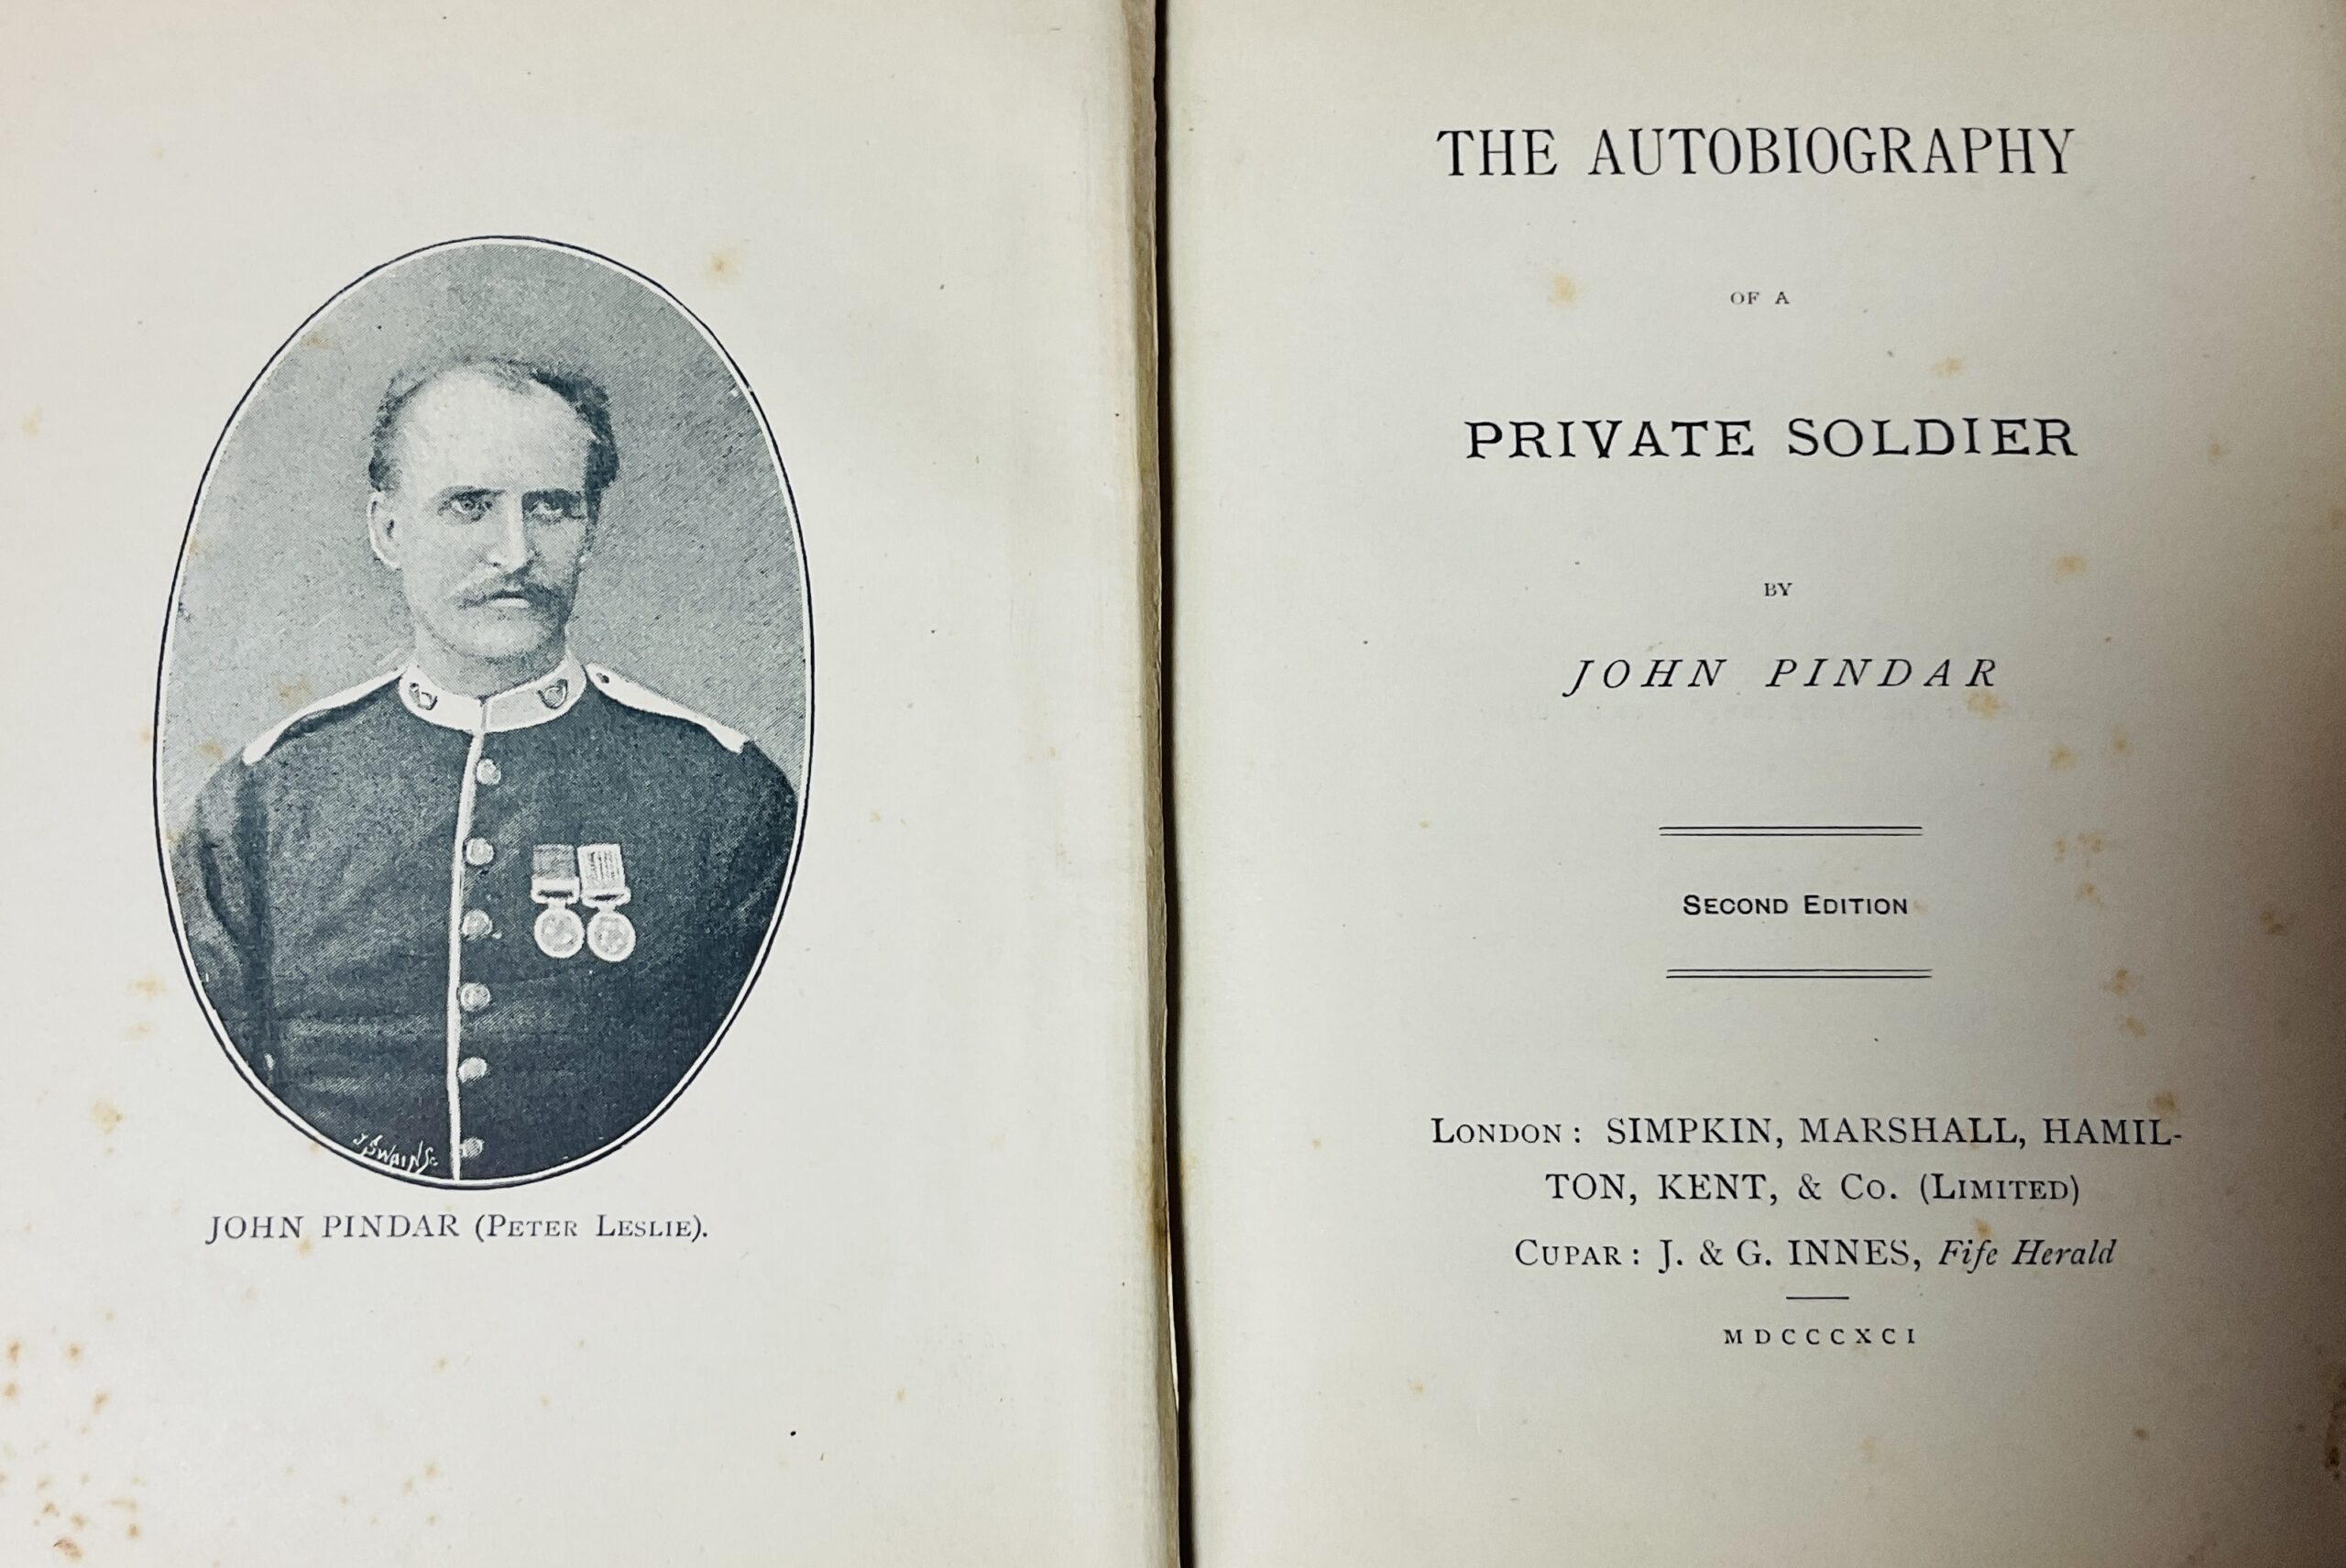 J SWAIN Sc
JOHN PINDAR (PETER LESLIE).
THE AUTOBIOGRAPHY
OF A
PRIVATE SOLDIER
BY
JOHN PINDAR
SECOND EDITION
LONDON: SIMPKIN, MARSHALL, HAMIL-
TON, KENT, & Co. (LIMITED)
CUPAR: J. & G. INNES, Fife Herald
MDCCCXCI